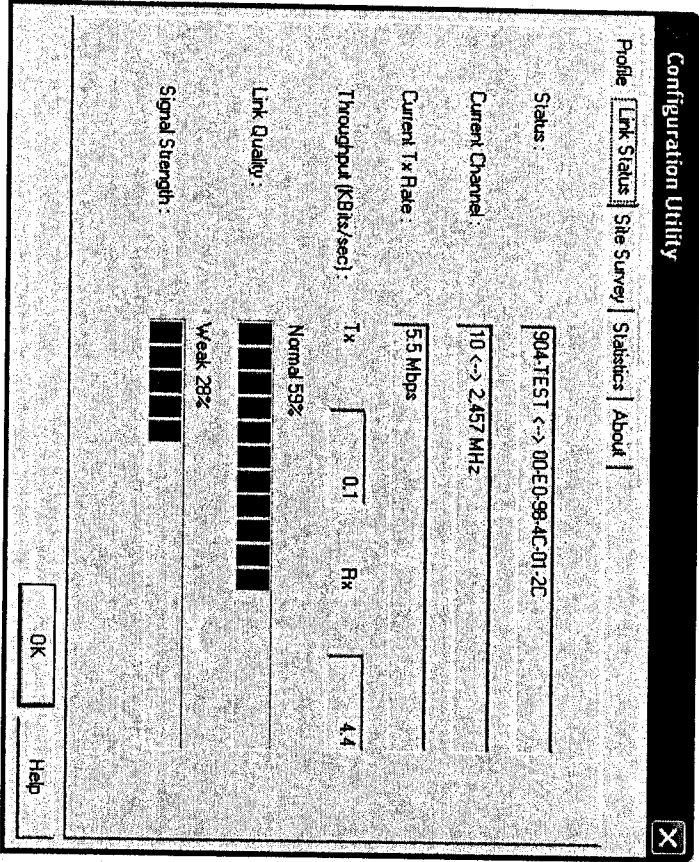 Configuration Utility
Profile Link Status Site Survey Statistics About
Status : 904-TEST <--> 00-E0-98-4C-01-2C
Current Channel : 10 <--> 2.457 MHz
Current Tx Rate : 5.5 Mbps
Throughput (KBits/sec) : Tx 0.1 Rx 4.4
Normal 59%
Link Quality :
Weak 28%
Signal Strength :
OK Help